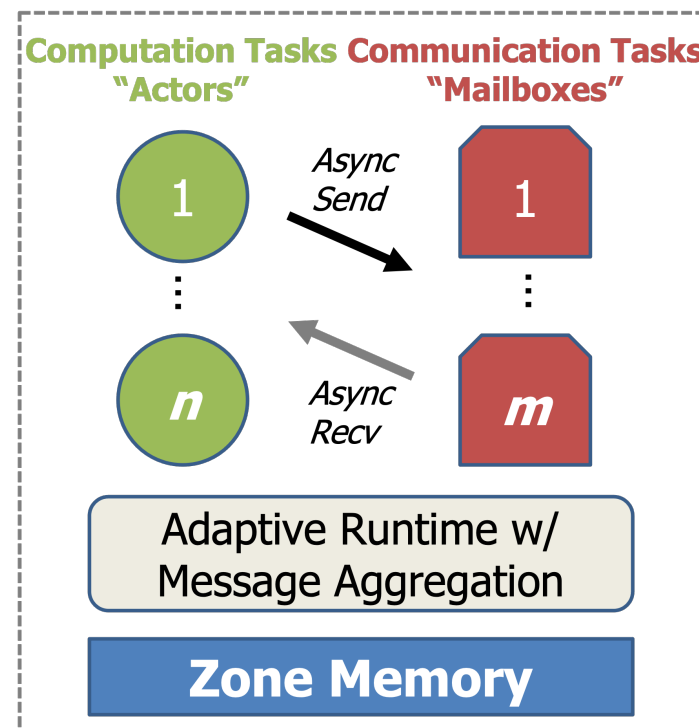 Computation Tasks Communication Tasks
“Actors” “Mailboxes”
1
Async
Send
1
⋮ ⋮
n
Async
Recv
m
Adaptive Runtime w/
Message Aggregation
Zone Memory